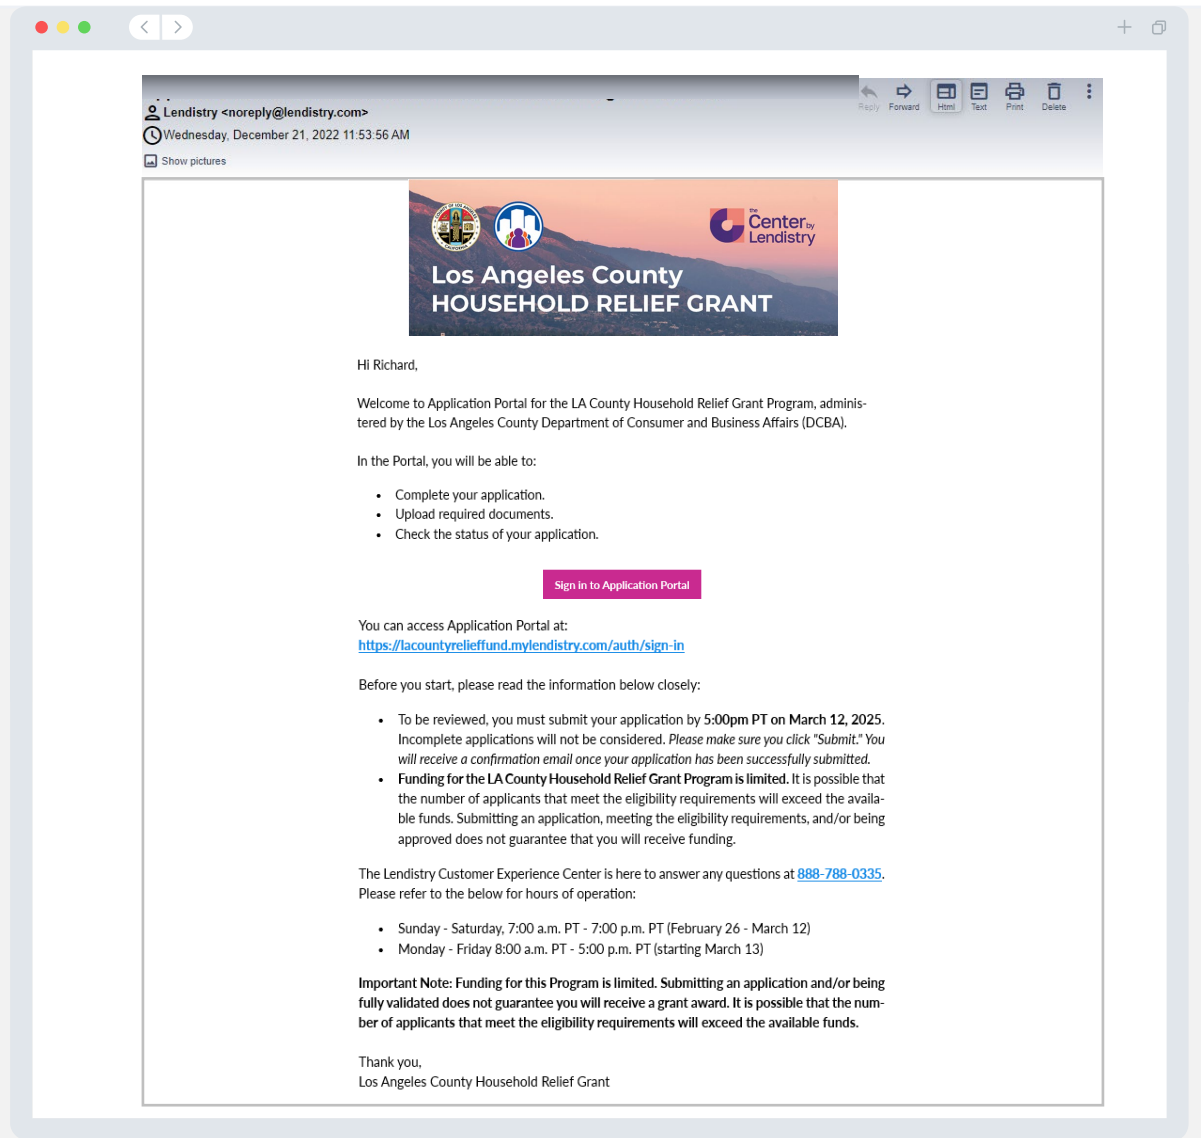 Lendistry <noreply@lendistry.com>
Wednesday, December 21, 2022 11:53:56 AM
Show pictures
Reply Forward Html Text Print Delete
COUNTY OF LOS ANGELES
CALIFORNIA
the
Center by
Lendistry
Los Angeles County
HOUSEHOLD RELIEF GRANT
Hi Richard,
Welcome to Application Portal for the LA County Household Relief Grant Program, adminis-
tered by the Los Angeles County Department of Consumer and Business Affairs (DCBA).
In the Portal, you will be able to:
• Complete your application.
• Upload required documents.
• Check the status of your application.
Sign in to Application Portal
You can access Application Portal at:
https://lacountyrelieffund.mylendistry.com/auth/sign-in
Before you start, please read the information below closely:
• To be reviewed, you must submit your application by 5:00pm PT on March 12, 2025.
Incomplete applications will not be considered. Please make sure you click "Submit." You
will receive a confirmation email once your application has been successfully submitted.
• Funding for the LA County Household Relief Grant Program is limited. It is possible that
the number of applicants that meet the eligibility requirements will exceed the availa-
ble funds. Submitting an application, meeting the eligibility requirements, and/or being
approved does not guarantee that you will receive funding.
The Lendistry Customer Experience Center is here to answer any questions at 888-788-0335.
Please refer to the below for hours of operation:
• Sunday - Saturday, 7:00 a.m. PT - 7:00 p.m. PT (February 26 - March 12)
• Monday - Friday 8:00 a.m. PT - 5:00 p.m. PT (starting March 13)
Important Note: Funding for this Program is limited. Submitting an application and/or being
fully validated does not guarantee you will receive a grant award. It is possible that the num-
ber of applicants that meet the eligibility requirements will exceed the available funds.
Thank you,
Los Angeles County Household Relief Grant